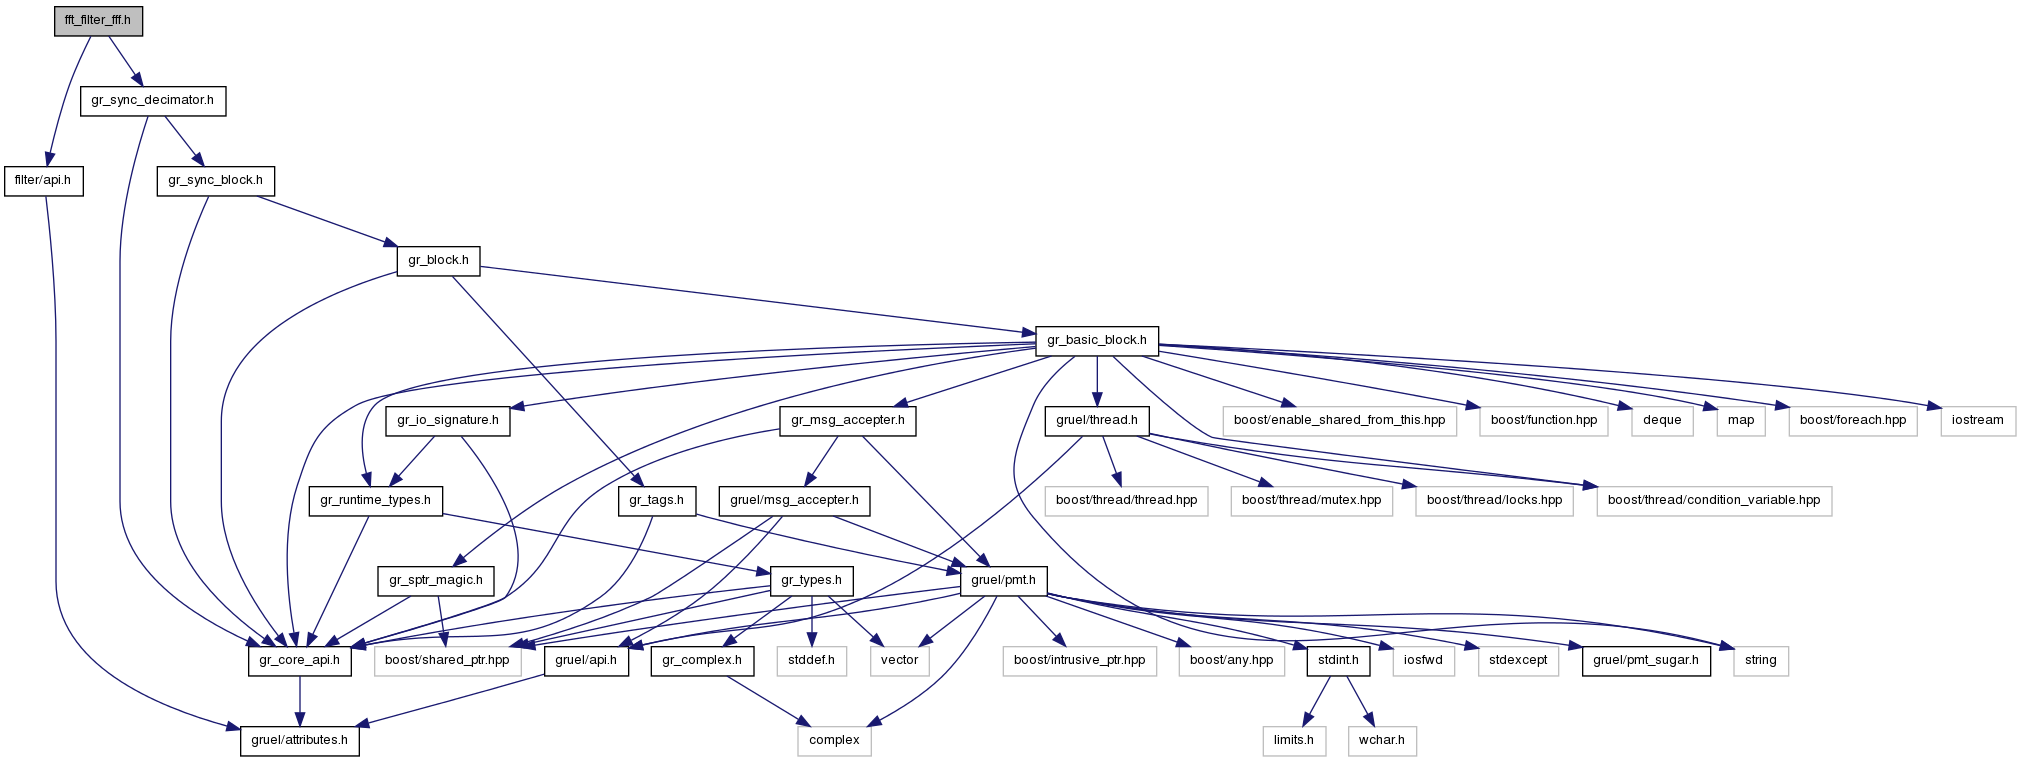 fft_filter_fff.h
gr_sync_decimator.h
filter/api.h
gr_sync_block.h
gr_block.h
gr_basic_block.h
gr_io_signature.h
gr_msg_accepter.h
gruel/thread.h
boost/enable_shared_from_this.hpp
boost/function.hpp
deque
map
boost/foreach.hpp
iostream
gr_runtime_types.h
gr_tags.h
gruel/msg_accepter.h
boost/thread/thread.hpp
boost/thread/mutex.hpp
boost/thread/locks.hpp
boost/thread/condition_variable.hpp
gr_sptr_magic.h
gr_types.h
gruel/pmt.h
gr_core_api.h
boost/shared_ptr.hpp
gruel/api.h
gr_complex.h
stddef.h
vector
boost/intrusive_ptr.hpp
boost/any.hpp
stdint.h
iosfwd
stdexcept
gruel/pmt_sugar.h
string
gruel/attributes.h
complex
limits.h
wchar.h